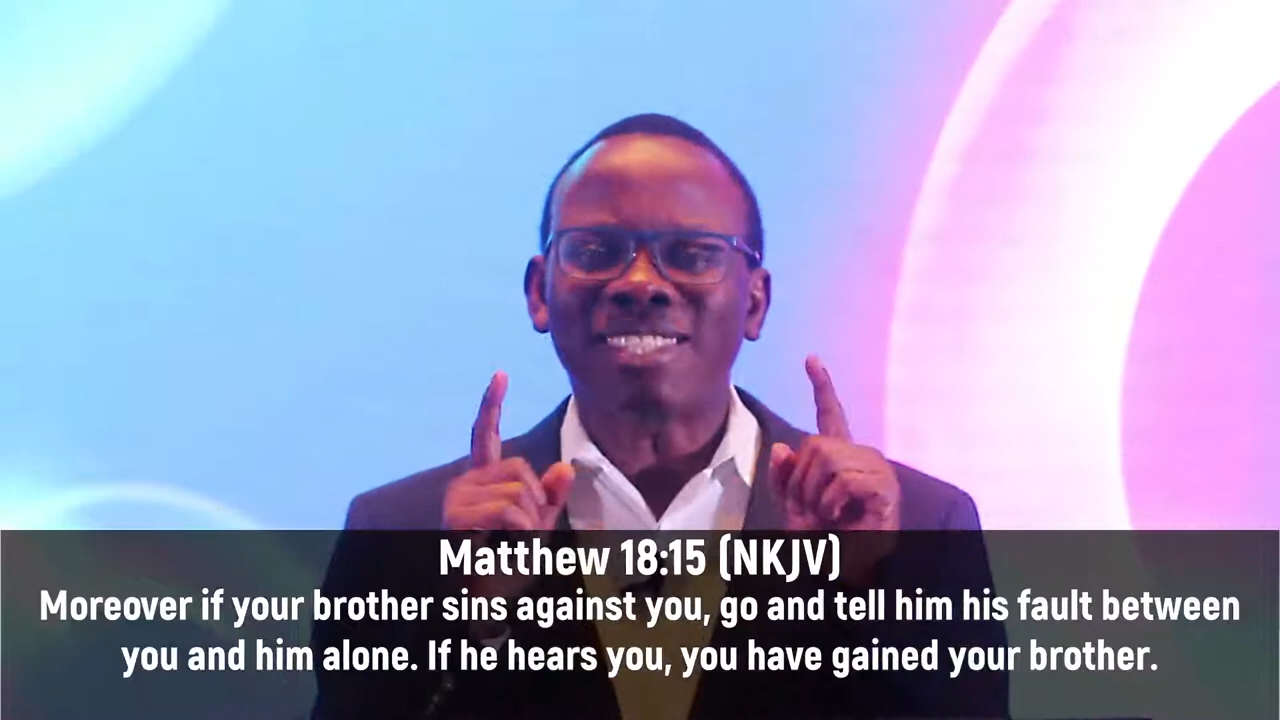 Matthew 18:15 (NKJV)
Moreover if your brother sins against you, go and tell him his fault between
you and him alone. If he hears you, you have gained your brother.